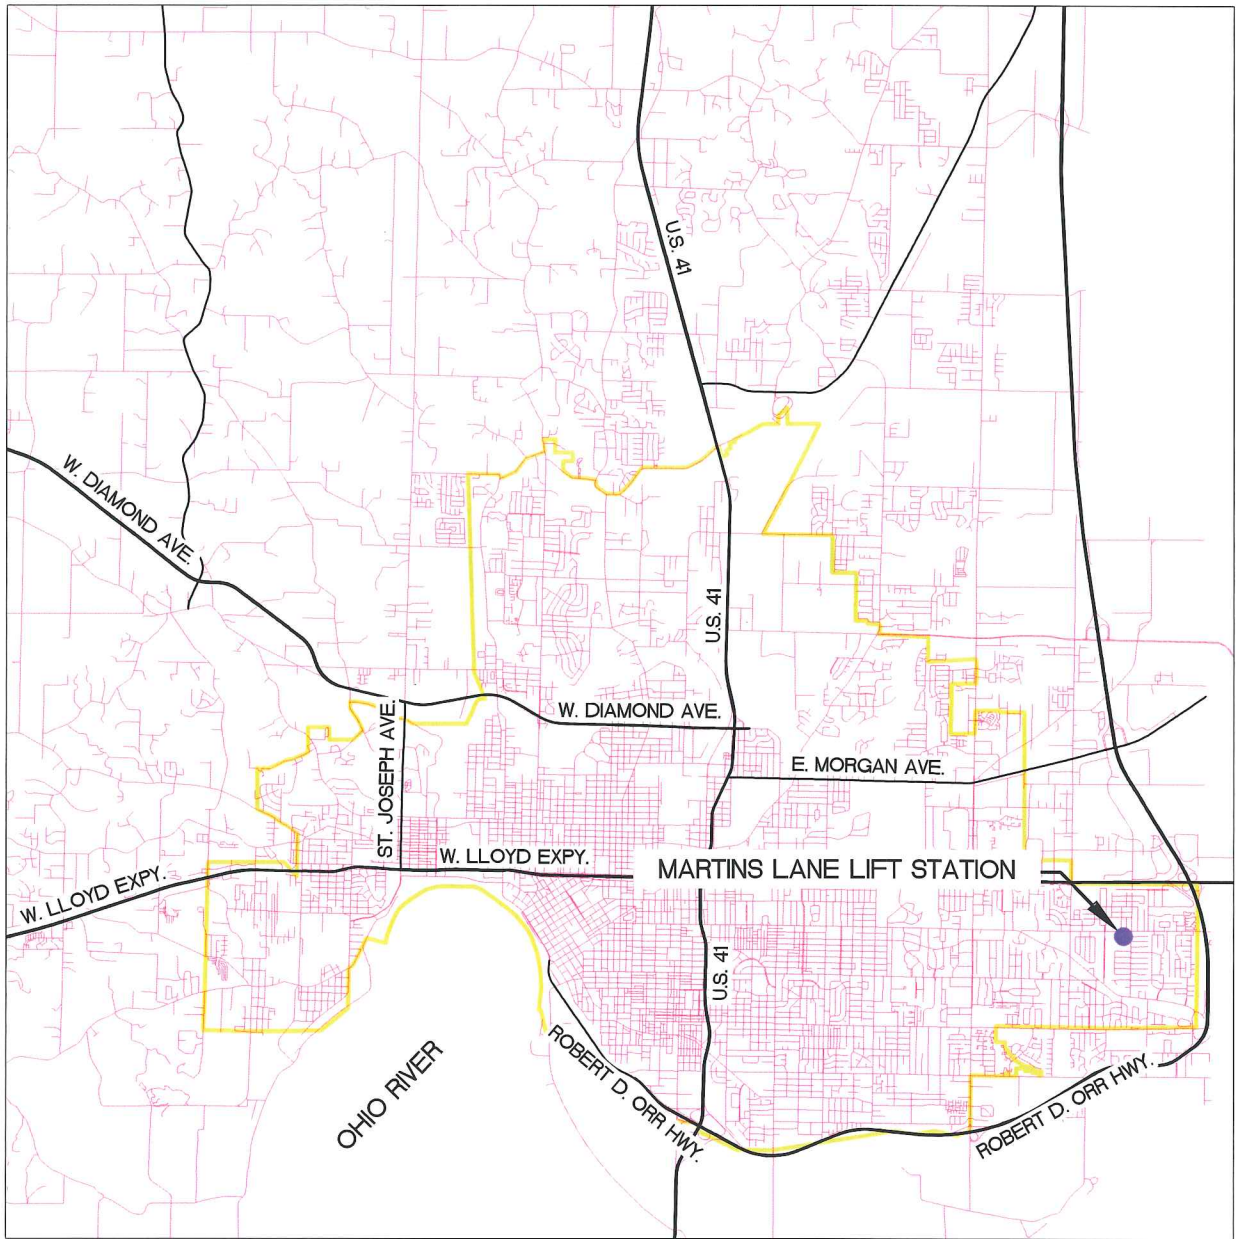 U.S. 41
W. DIAMOND AVE.
U.S. 41
W. DIAMOND AVE.
ST. JOSEPH AVE.
E. MORGAN AVE.
W. LLOYD EXPY.
MARTINS LANE LIFT STATION
W. LLOYD EXPY.
U.S. 41
OHIO RIVER
ROBERT D. ORR HWY.
ROBERT D. ORR HWY.